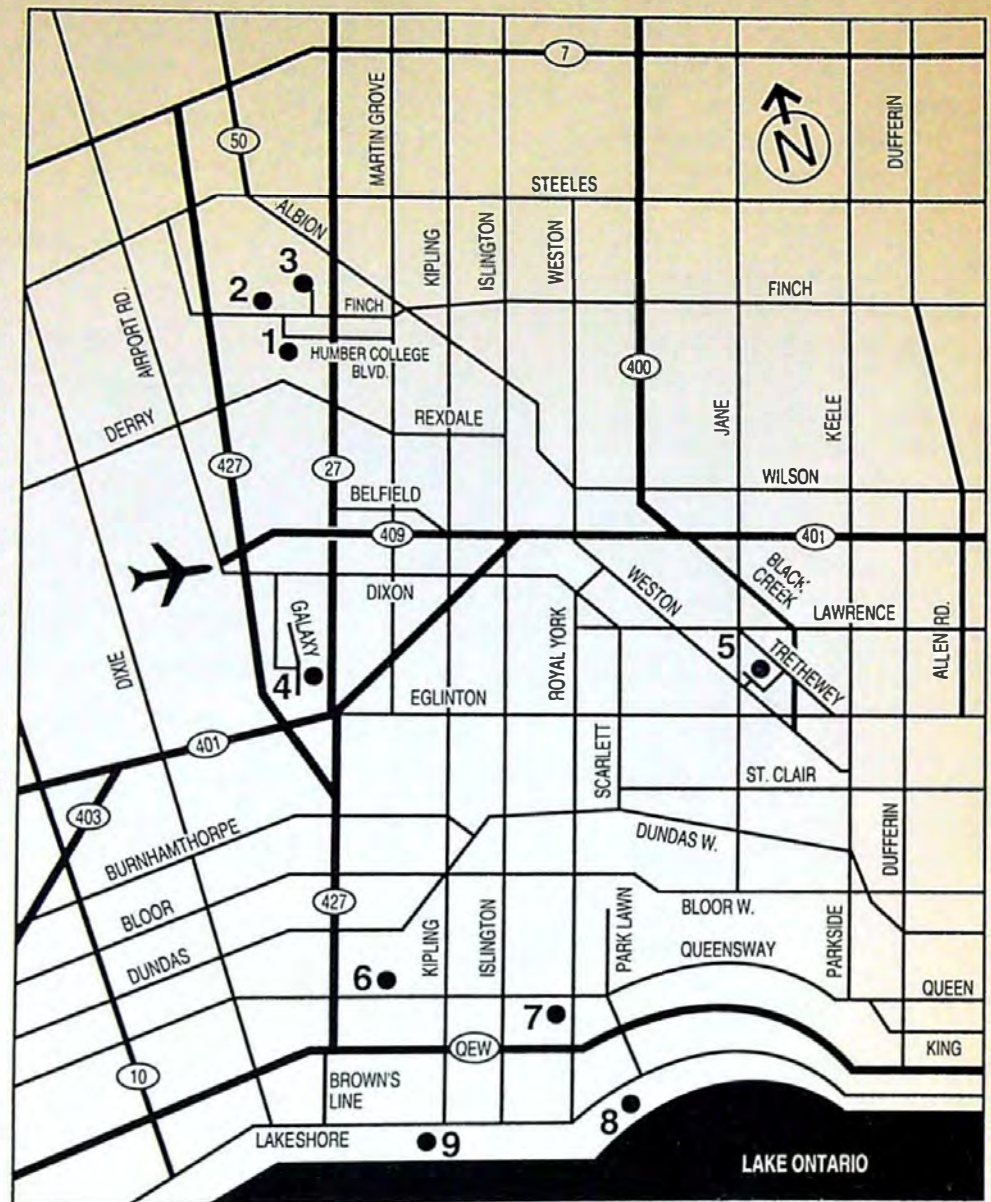 7
MARTIN GROVE
50
DUFFERIN
N
STEELES
ALBION
KIPLING
ISLINGTON
WESTON
3
2
FINCH
FINCH
AIRPORT RD.
1
HUMBER COLLEGE
BLVD.
400
JANE
KEELE
DERRY
REXDALE
427
27
WILSON
BELFIELD
409
401
BLACK
CREEK
WESTON
DIXON
GALAXY
LAWRENCE
ALLEN RD.
ROYAL YORK
5
TRETHEWEY
DIXIE
4
EGLINTON
401
SCARLETT
ST. CLAIR
403
BURNHAMTHORPE
DUNDAS W.
DUFFERIN
427
BLOOR
BLOOR W.
KIPLING
ISLINGTON
PARK LAWN
PARKSIDE
DUNDAS
QUEENSWAY
6
QUEEN
7
QEW
KING
10
BROWN'S
LINE
8
LAKESHORE
9
LAKE ONTARIO